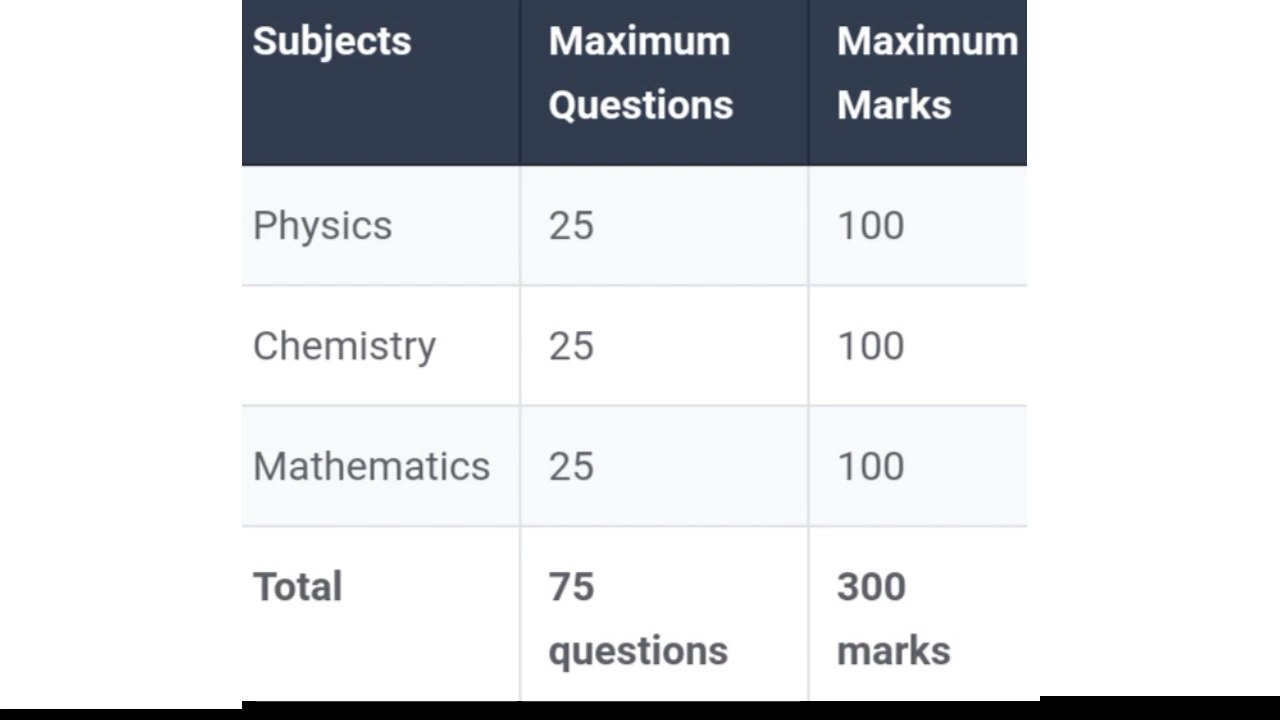 Subjects Maximum Questions Maximum Marks
Physics 25 100
Chemistry 25 100
Mathematics 25 100
Total 75 questions 300 marks